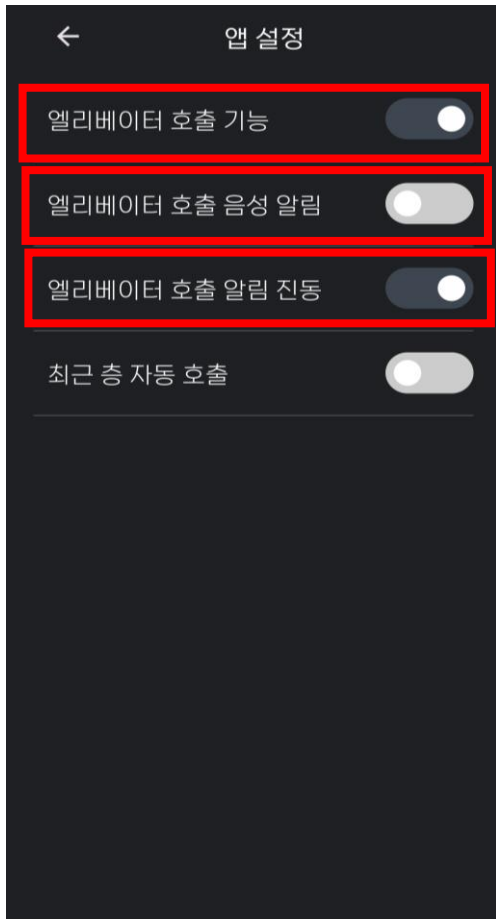 앱 설정
엘리베이터 호출 기능
엘리베이터 호출 음성 알림
엘리베이터 호출 알림 진동
최근 층 자동 호출